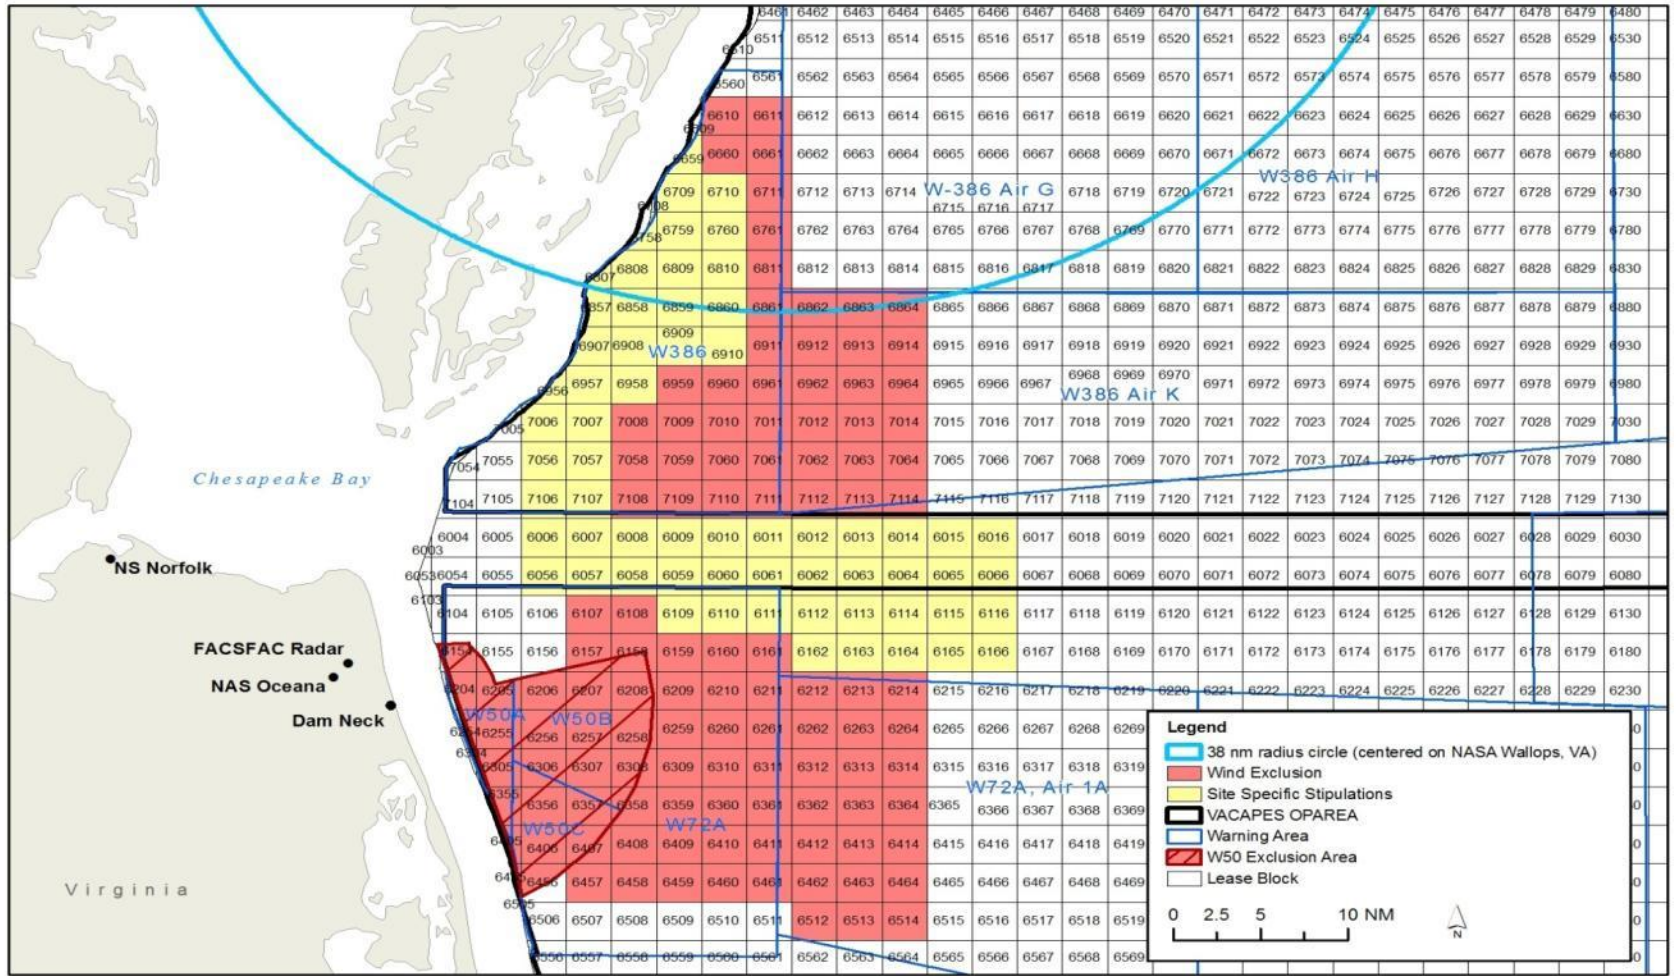 6461 6462 6463 6464 6465 6466 6467 6468 6469 6470 6471 6472 6473 6474 6475 6476 6477 6478 6479 6480
6511 6512 6513 6514 6515 6516 6517 6518 6519 6520 6521 6522 6523 6524 6525 6526 6527 6528 6529 6530
6510
6561 6562 6563 6564 6565 6566 6567 6568 6569 6570 6571 6572 6573 6574 6575 6576 6577 6578 6579 6580
6560
6610 6611 6612 6613 6614 6615 6616 6617 6618 6619 6620 6621 6622 6623 6624 6625 6626 6627 6628 6629 6630
6609
6659 6660 6661 6662 6663 6664 6665 6666 6667 6668 6669 6670 6671 6672 6673 6674 6675 6676 6677 6678 6679 6680
W-386 Air G
W386 Air H
6709 6710 6711 6712 6713 6714 6718 6719 6720 6721 6722 6723 6724 6725 6726 6727 6728 6729 6730
6708 6715 6716 6717
6758 6759 6760 6761 6762 6763 6764 6765 6766 6767 6768 6769 6770 6771 6772 6773 6774 6775 6776 6777 6778 6779 6780
6807 6808 6809 6810 6811 6812 6813 6814 6815 6816 6817 6818 6819 6820 6821 6822 6823 6824 6825 6826 6827 6828 6829 6830
6857 6858 6859 6860 6861 6862 6863 6864 6865 6866 6867 6868 6869 6870 6871 6872 6873 6874 6875 6876 6877 6878 6879 6880
6907 6908 6909 6910 6911 6912 6913 6914 6915 6916 6917 6918 6919 6920 6921 6922 6923 6924 6925 6926 6927 6928 6929 6930
W386
6956 6957 6958 6959 6960 6961 6962 6963 6964 6965 6966 6967 6968 6969 6970 6971 6972 6973 6974 6975 6976 6977 6978 6979 6980
W386 Air K
7005 7006 7007 7008 7009 7010 7011 7012 7013 7014 7015 7016 7017 7018 7019 7020 7021 7022 7023 7024 7025 7026 7027 7028 7029 7030
7054 7055 7056 7057 7058 7059 7060 7061 7062 7063 7064 7065 7066 7067 7068 7069 7070 7071 7072 7073 7074 7075 7076 7077 7078 7079 7080
Chesapeake Bay
7104 7105 7106 7107 7108 7109 7110 7111 7112 7113 7114 7115 7116 7117 7118 7119 7120 7121 7122 7123 7124 7125 7126 7127 7128 7129 7130
6003 6004 6005 6006 6007 6008 6009 6010 6011 6012 6013 6014 6015 6016 6017 6018 6019 6020 6021 6022 6023 6024 6025 6026 6027 6028 6029 6030
NS Norfolk
6053 6054 6055 6056 6057 6058 6059 6060 6061 6062 6063 6064 6065 6066 6067 6068 6069 6070 6071 6072 6073 6074 6075 6076 6077 6078 6079 6080
6103 6104 6105 6106 6107 6108 6109 6110 6111 6112 6113 6114 6115 6116 6117 6118 6119 6120 6121 6122 6123 6124 6125 6126 6127 6128 6129 6130
FACSFAC Radar
6154 6155 6156 6157 6158 6159 6160 6161 6162 6163 6164 6165 6166 6167 6168 6169 6170 6171 6172 6173 6174 6175 6176 6177 6178 6179 6180
NAS Oceana
6204 6205 6206 6207 6208 6209 6210 6211 6212 6213 6214 6215 6216 6217 6218 6219 6220 6221 6222 6223 6224 6225 6226 6227 6228 6229 6230
Dam Neck
W50A
W50B
6254 6255 6256 6257 6258 6259 6260 6261 6262 6263 6264 6265 6266 6267 6268 6269
6304 6305 6306 6307 6308 6309 6310 6311 6312 6313 6314 6315 6316 6317 6318 6319
W72A, Air 1A
6355 6356 6357 6358 6359 6360 6361 6362 6363 6364 6365 6366 6367 6368 6369
W50C
W72A
6405 6406 6407 6408 6409 6410 6411 6412 6413 6414 6415 6416 6417 6418 6419
6456 6457 6458 6459 6460 6461 6462 6463 6464 6465 6466 6467 6468 6469
Virginia
6505 6506 6507 6508 6509 6510 6511 6512 6513 6514 6515 6516 6517 6518 6519
6556 6557 6558 6559 6560 6561 6562 6563 6564 6565 6566 6567 6568 6569
Legend
38 nm radius circle (centered on NASA Wallops, VA)
Wind Exclusion
Site Specific Stipulations
VACAPES OPAREA
Warning Area
W50 Exclusion Area
Lease Block
0 2.5 5 10 NM
N